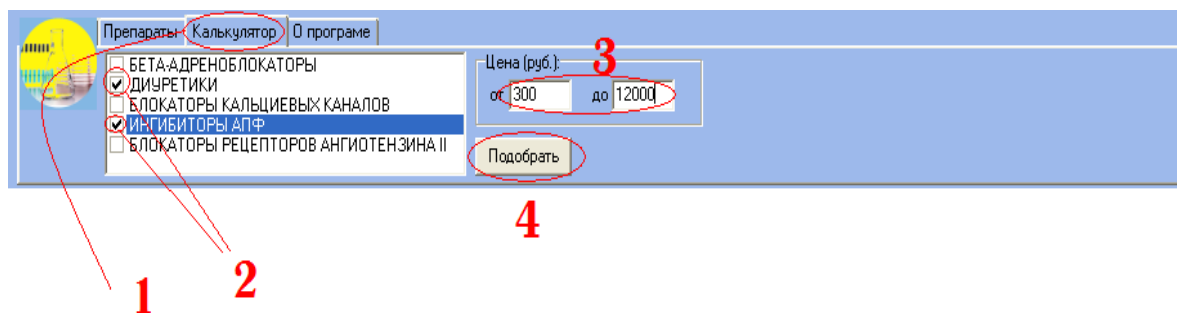 Препараты Калькулятор О програме
БЕТА-АДРЕНОБЛОКАТОРЫ
ДИУРЕТИКИ
БЛОКАТОРЫ КАЛЬЦИЕВЫХ КАНАЛОВ
ИНГИБИТОРЫ АПФ
БЛОКАТОРЫ РЕЦЕПТОРОВ АНГИОТЕНЗИНА II
Цена (руб.):
3
от 300 до 12000
Подобрать
4
1
2